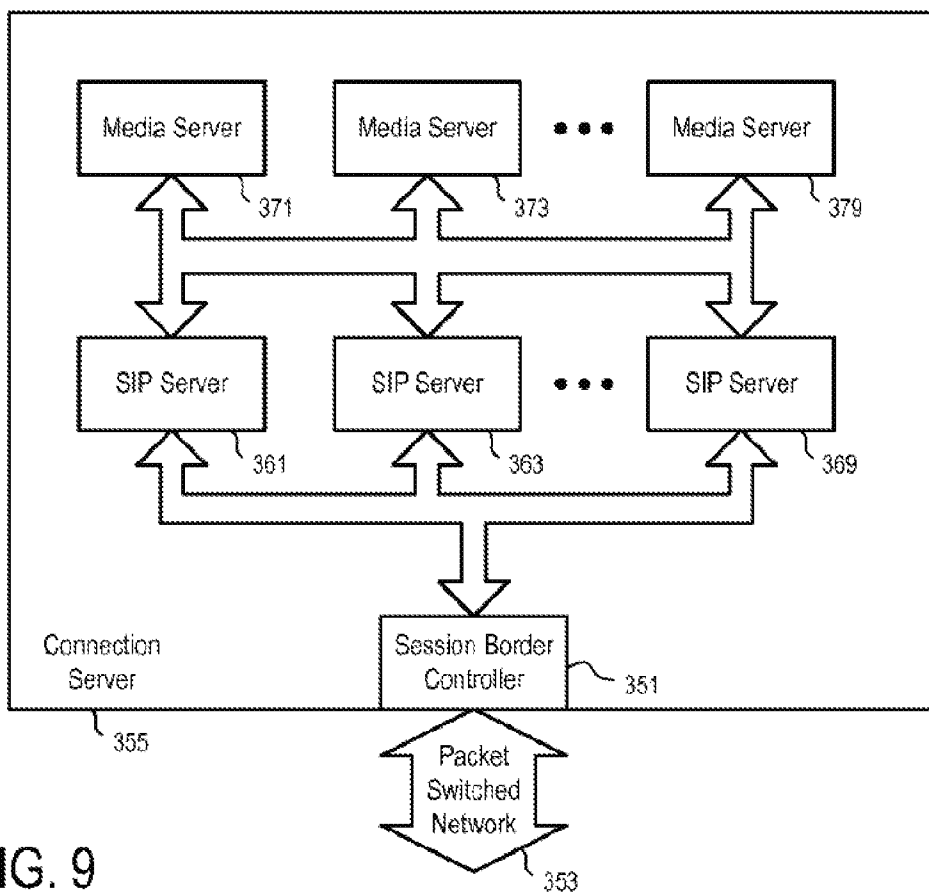 Media Server
Media Server
Media Server
371
373
379
SIP Server
SIP Server
SIP Server
361
363
369
Connection
Server
Session Border
Controller
351
355
Packet
Switched
Network
353
IG. 9